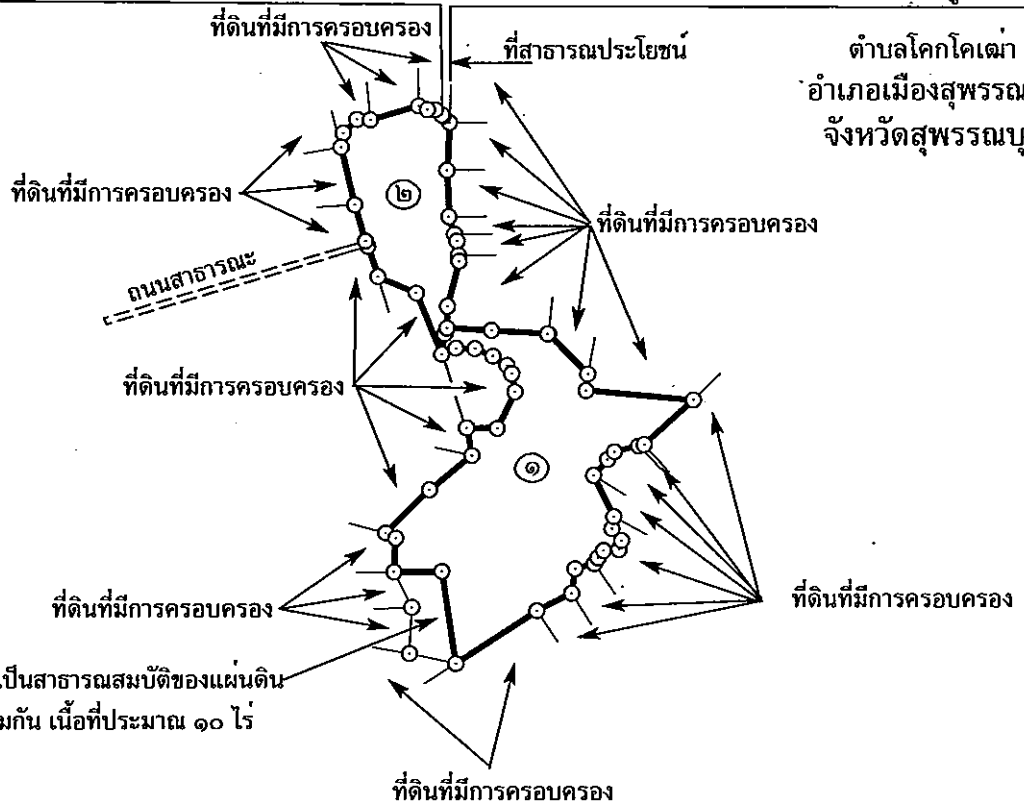 ที่ดินที่มีการครอบครอง
ที่สาธารณประโยชน์
ตำบลโคกโคเฒ่า
อำเภอเมืองสุพรรณ
จังหวัดสุพรรณบุ
ที่ดินที่มีการครอบครอง
๒
ที่ดินที่มีการครอบครอง
ถนนสาธารณะ
ที่ดินที่มีการครอบครอง
๑
ที่ดินที่มีการครอบครอง
ที่ดินที่มีการครอบครอง
เป็นสาธารณสมบัติของแผ่นดิน
มกัน เนื้อที่ประมาณ ๑๐ ไร่
ที่ดินที่มีการครอบครอง